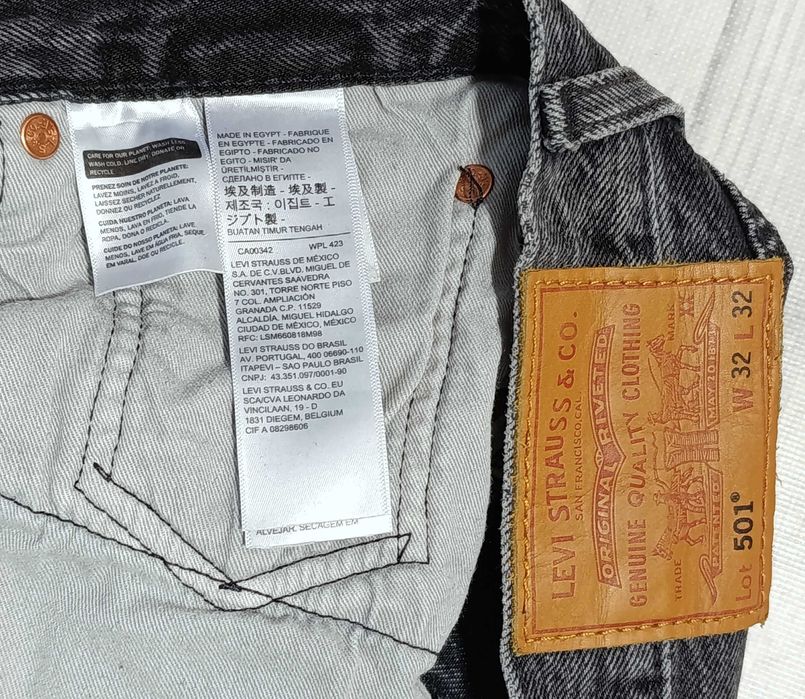 CARE FOR OUR PLANET: WASH LESS,
WASH COLD, LINE DRY, DONATE OR
RECYCLE.
PRENEZ SOIN DE NOTRE PLANÈTE:
LAVEZ MOINS, LAVEZ À FROID,
LAISSEZ SÉCHER NATURELLEMENT,
DONNEZ OU RECYCLEZ
CUIDA NUESTRO PLANETA: LAVA
MENOS, LAVA EN FRÍO, TIENDE LA
ROPA, DONA O RECICLA.
CUIDE DO NOSSO PLANETA: LAVE
MENOS, LAVE EM ÁGUA FRIA, SEQUE
EM VARAL, DOE OU RECICLE.
MADE IN EGYPT - FABRIQUE
EN EGYPTE - FABRICADO EN
EGIPTO - FABRICADO NO
EGITO - MISIR' DA
ÜRETİLMİŞTİR -
СДЕЛАНО В ЕГИПТЕ -
埃及制造 - 埃及製 -
제조국 : 이집트 - エ
ジプト製 -
BUATAN TIMUR TENGAH
CA00342 WPL 423
LEVI STRAUSS DE MÉXICO
S.A. DE C.V.BLVD. MIGUEL DE
CERVANTES SAAVEDRA
NO. 301, TORRE NORTE PISO
7 COL. AMPLIACIÓN
GRANADA C.P. 11529
ALCALDÍA. MIGUEL HIDALGO
CIUDAD DE MÉXICO, MÉXICO
RFC: LSM660818M98
LEVI STRAUSS DO BRASIL
AV. PORTUGAL, 400 06690-110
ITAPEVI – SAO PAULO BRASIL
CNPJ: 43.351.097/0001-90
LEVI STRAUSS & CO. EU
SCA/CVA LEONARDO DA
VINCILAAN, 19 - D
1831 DIEGEM, BELGIUM
CIF A 08298606
ALVEJAR, SECAGEM EM
LEVI STRAUSS & CO.
SAN FRANCISCO, CAL.
ORIGINAL RIVETED
GENUINE QUALITY CLOTHING
TRADE MARK
PATENTED
XX
Lot 501® W 32 L 32